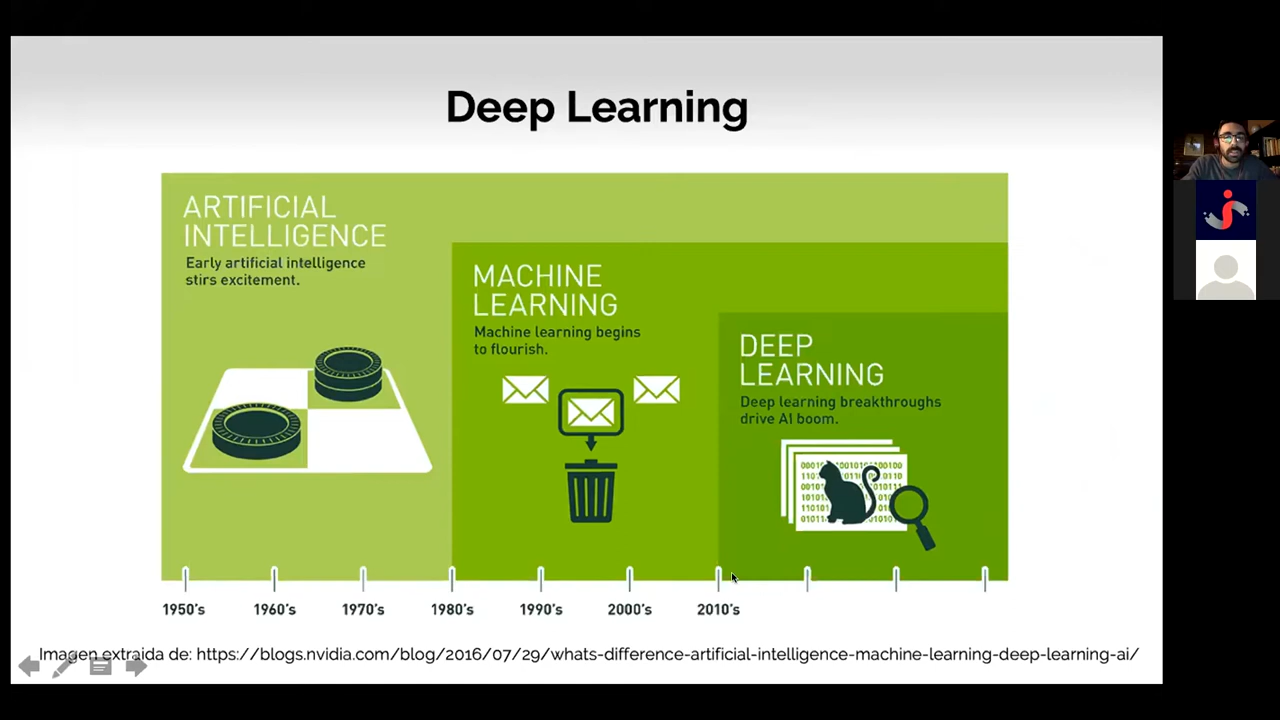 Deep Learning
ARTIFICIAL
INTELLIGENCE
Early artificial intelligence
stirs excitement.
MACHINE
LEARNING
Machine learning begins
to flourish.
DEEP
LEARNING
Deep learning breakthroughs
drive AI boom.
1950's 1960's 1970's 1980's 1990's 2000's 2010's
Imagen extraida de: https://blogs.nvidia.com/blog/2016/07/29/whats-difference-artificial-intelligence-machine-learning-deep-learning-ai/